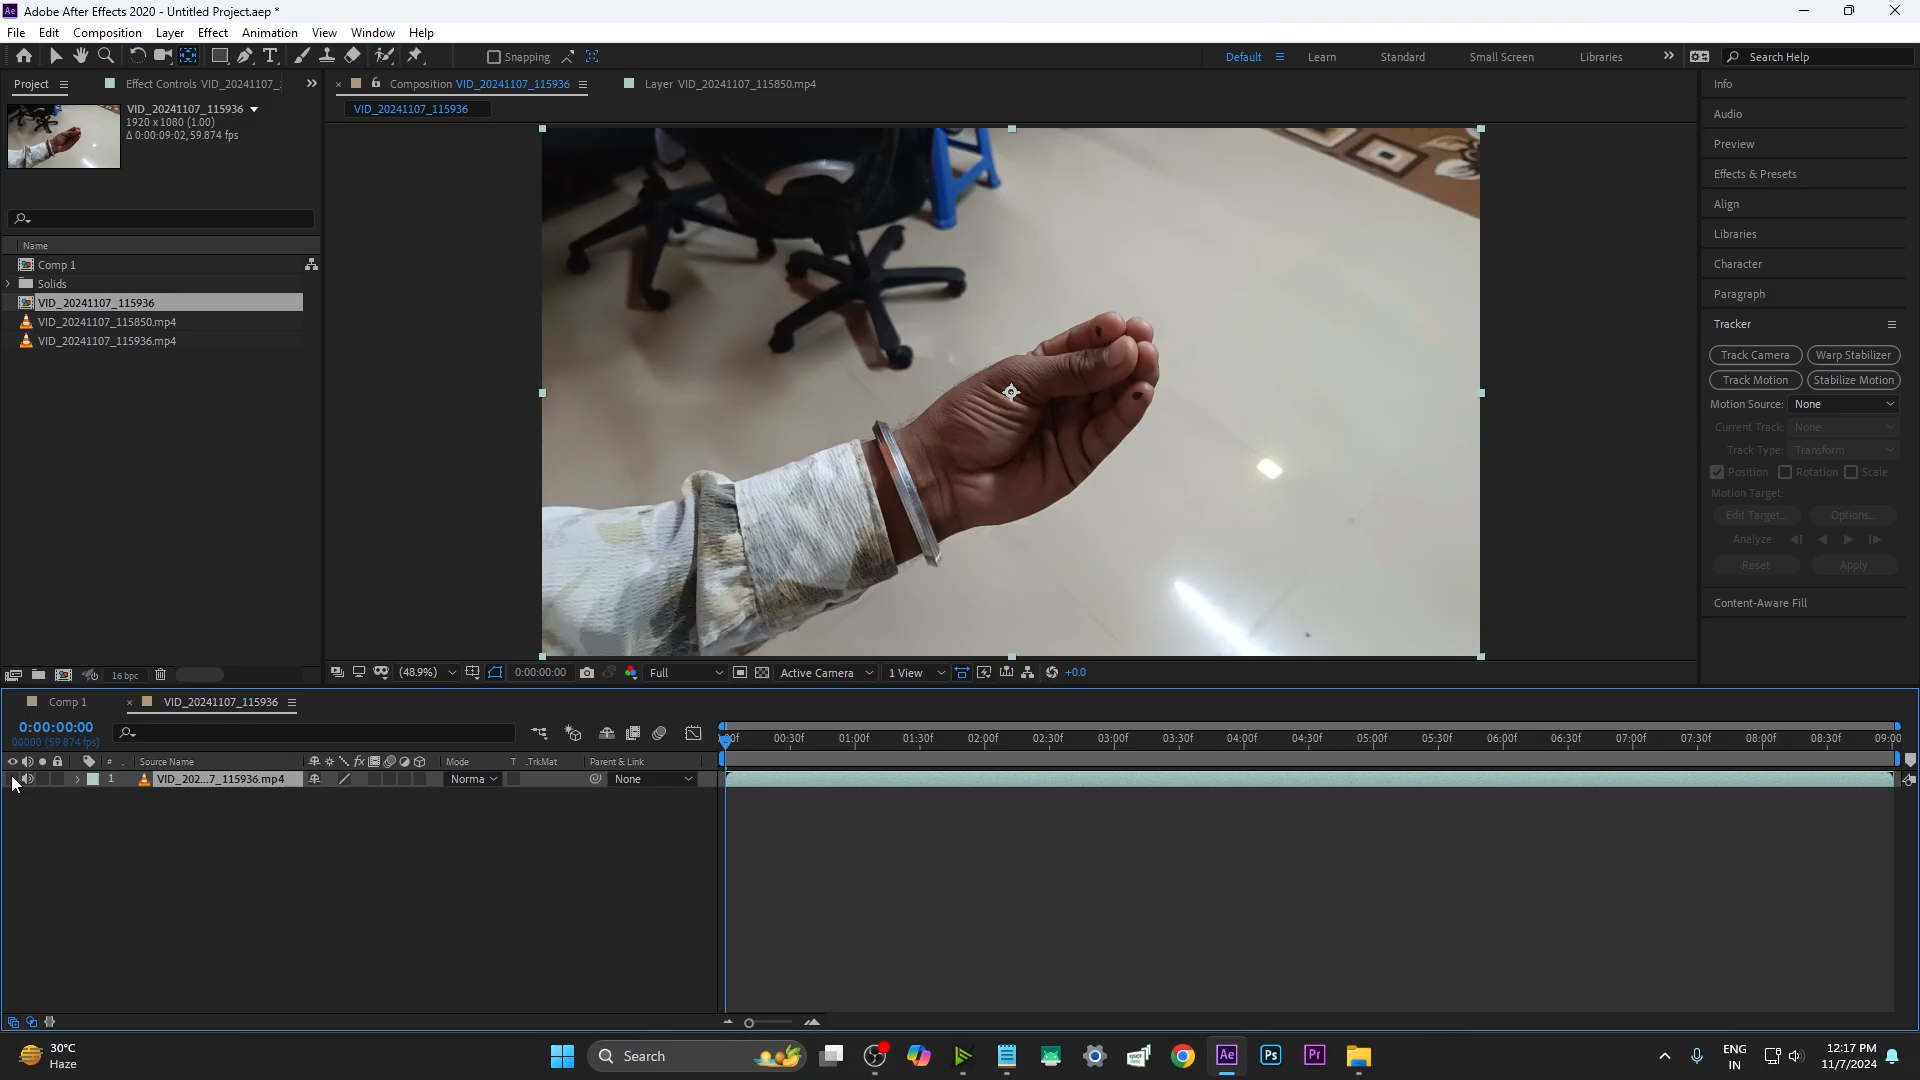 Ae Adobe After Effects 2020 - Untitled Project.aep *
File Edit Composition Layer Effect Animation View Window Help
Snapping
Default Learn Standard Small Screen Libraries Search Help
Project Effect Controls VID_20241107_:
VID_20241107_115936
1920 x 1080 (1.00)
Δ 0:00:09:02, 59.874 fps
Name
Comp 1
Solids
VID_20241107_115936
VID_20241107_115850.mp4
VID_20241107_115936.mp4
16 bpc
Composition VID_20241107_115936 Layer VID_20241107_115850.mp4
VID_20241107_115936
(48.9%) 0:00:00:00 Full Active Camera 1 View +0.0
Info
Audio
Preview
Effects & Presets
Align
Libraries
Character
Paragraph
Tracker
Track Camera Warp Stabilizer
Track Motion Stabilize Motion
Motion Source: None
Current Track: None
Track Type: Transform
Position Rotation Scale
Motion Target:
Edit Target... Options...
Analyze:
Reset Apply
Content-Aware Fill
Comp 1 VID_20241107_115936
0:00:00:00
00000 (59.874 fps)
# Source Name fx Mode T .TrkMat Parent & Link
1 VID_202...7_115936.mp4 Norma None
00:30f 01:00f 01:30f 02:00f 02:30f 03:00f 03:30f 04:00f 04:30f 05:00f 05:30f 06:00f 06:30f 07:00f 07:30f 08:00f 08:30f 09:00
30°C
Haze
Search
Ae Ps Pr
ENG
IN
12:17 PM
11/7/2024